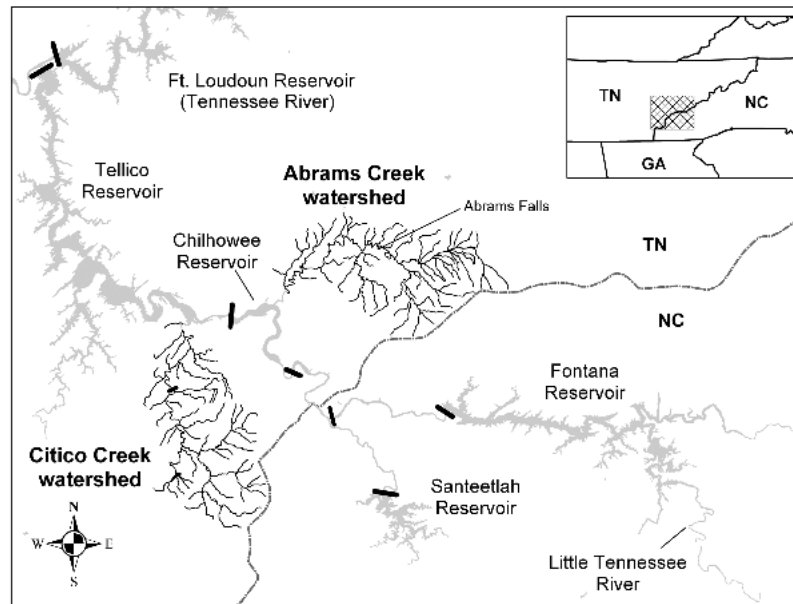 Ft. Loudoun Reservoir
(Tennessee River)
TN
NC
GA
Tellico
Reservoir
Abrams Creek
watershed
Abrams Falls
Chilhowee
Reservoir
TN
NC
Fontana
Reservoir
Citico Creek
watershed
Santeetlah
Reservoir
N
W
E
S
Little Tennessee
River